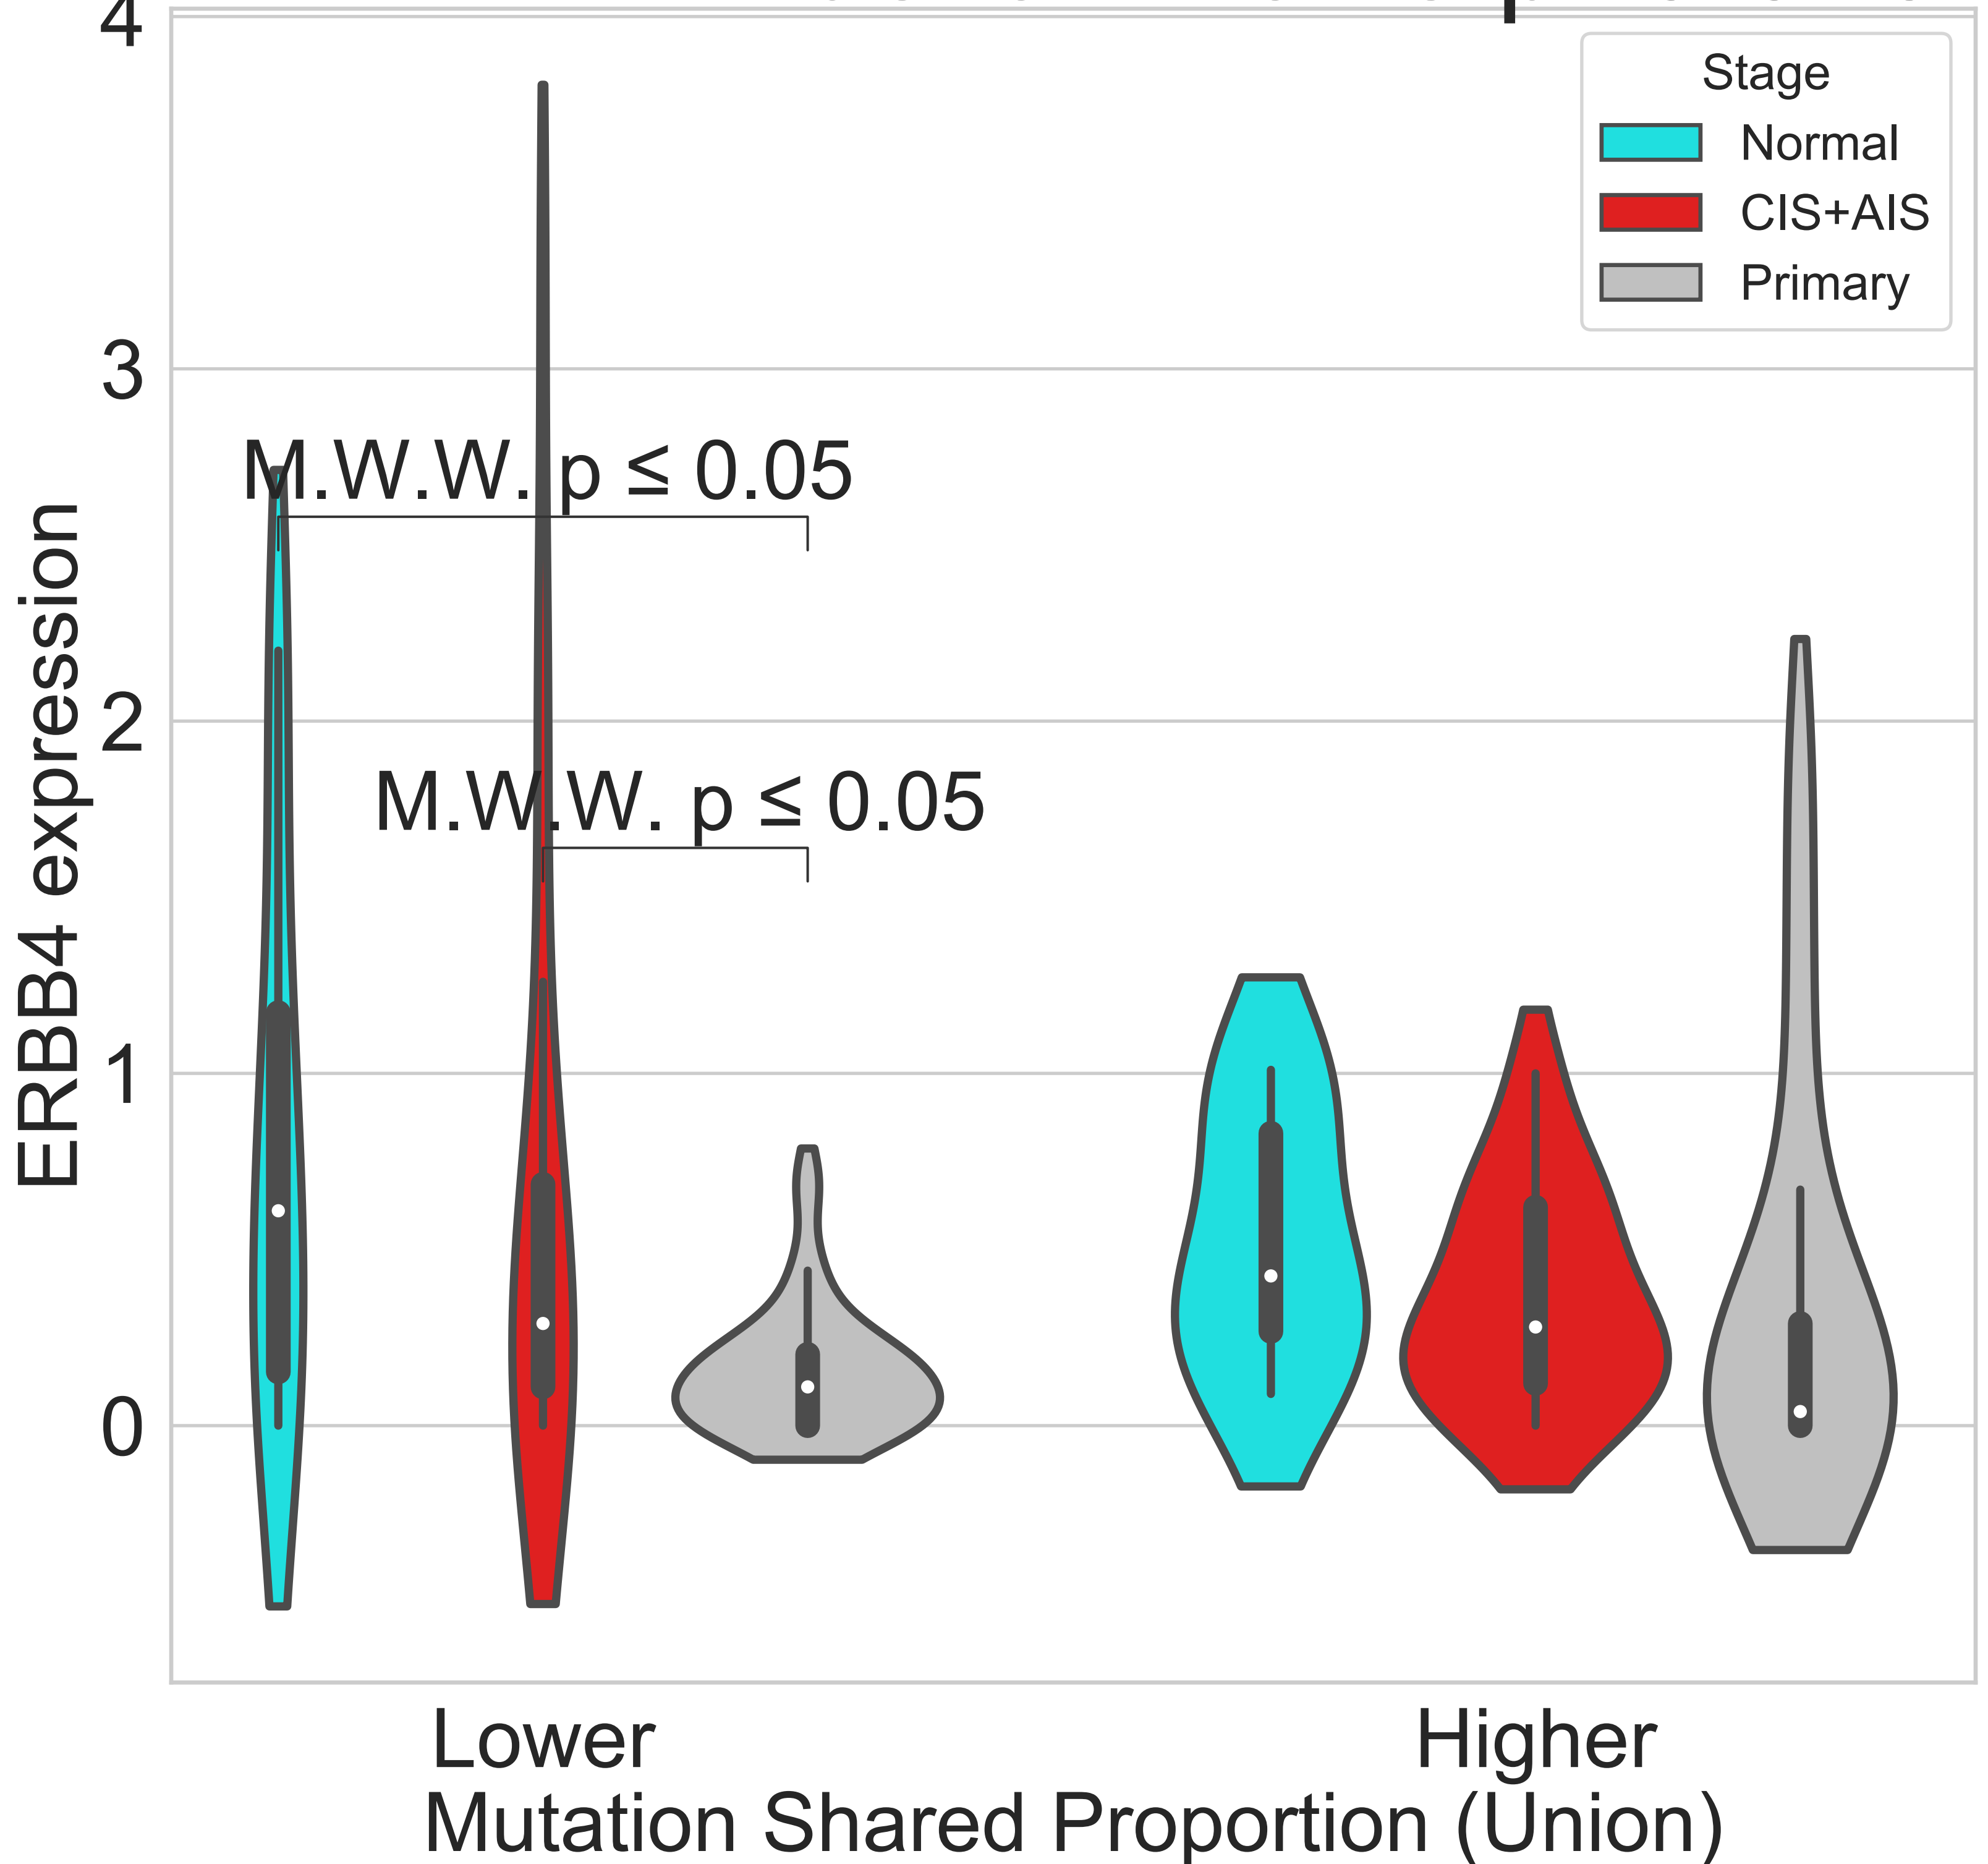 4
Stage
Normal
CIS+AIS
Primary
3
M.W.W. p ≤ 0.05
2
M.W.W. p ≤ 0.05
1
0
ERBB4 expression
Lower
Higher
Mutation Shared Proportion (Union)